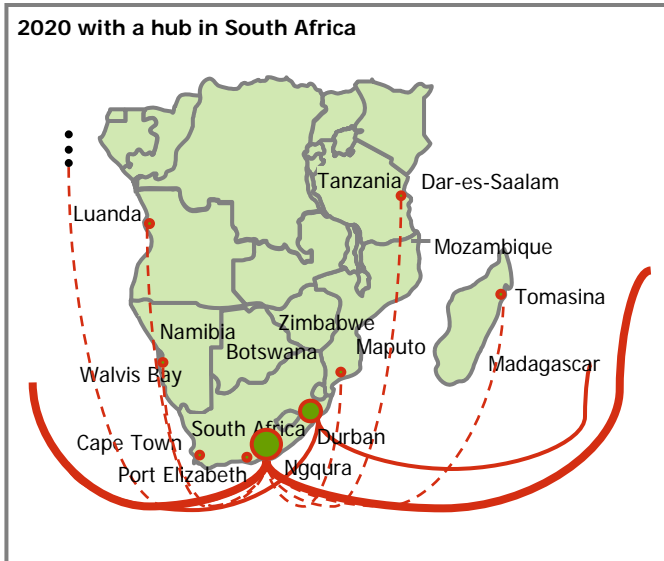 2020 with a hub in South Africa
Tanzania
Dar-es-Saalam
Luanda
Mozambique
Tomasina
Namibia
Zimbabwe
Botswana
Maputo
Walvis Bay
Madagascar
South Africa
Durban
Cape Town
Port Elizabeth
Ngqura